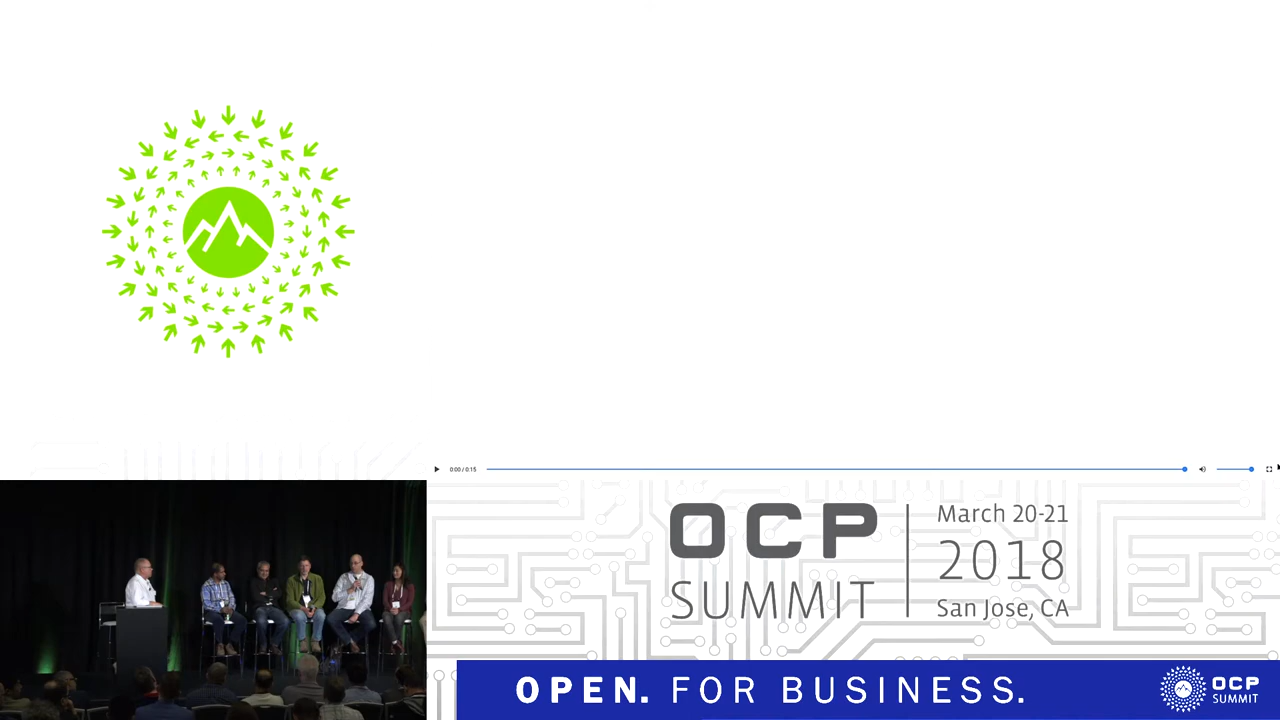 0:00 / 0:15
OCP
SUMMIT
March 20-21
2018
San Jose, CA
OPEN. FOR BUSINESS.
OCP
SUMMIT